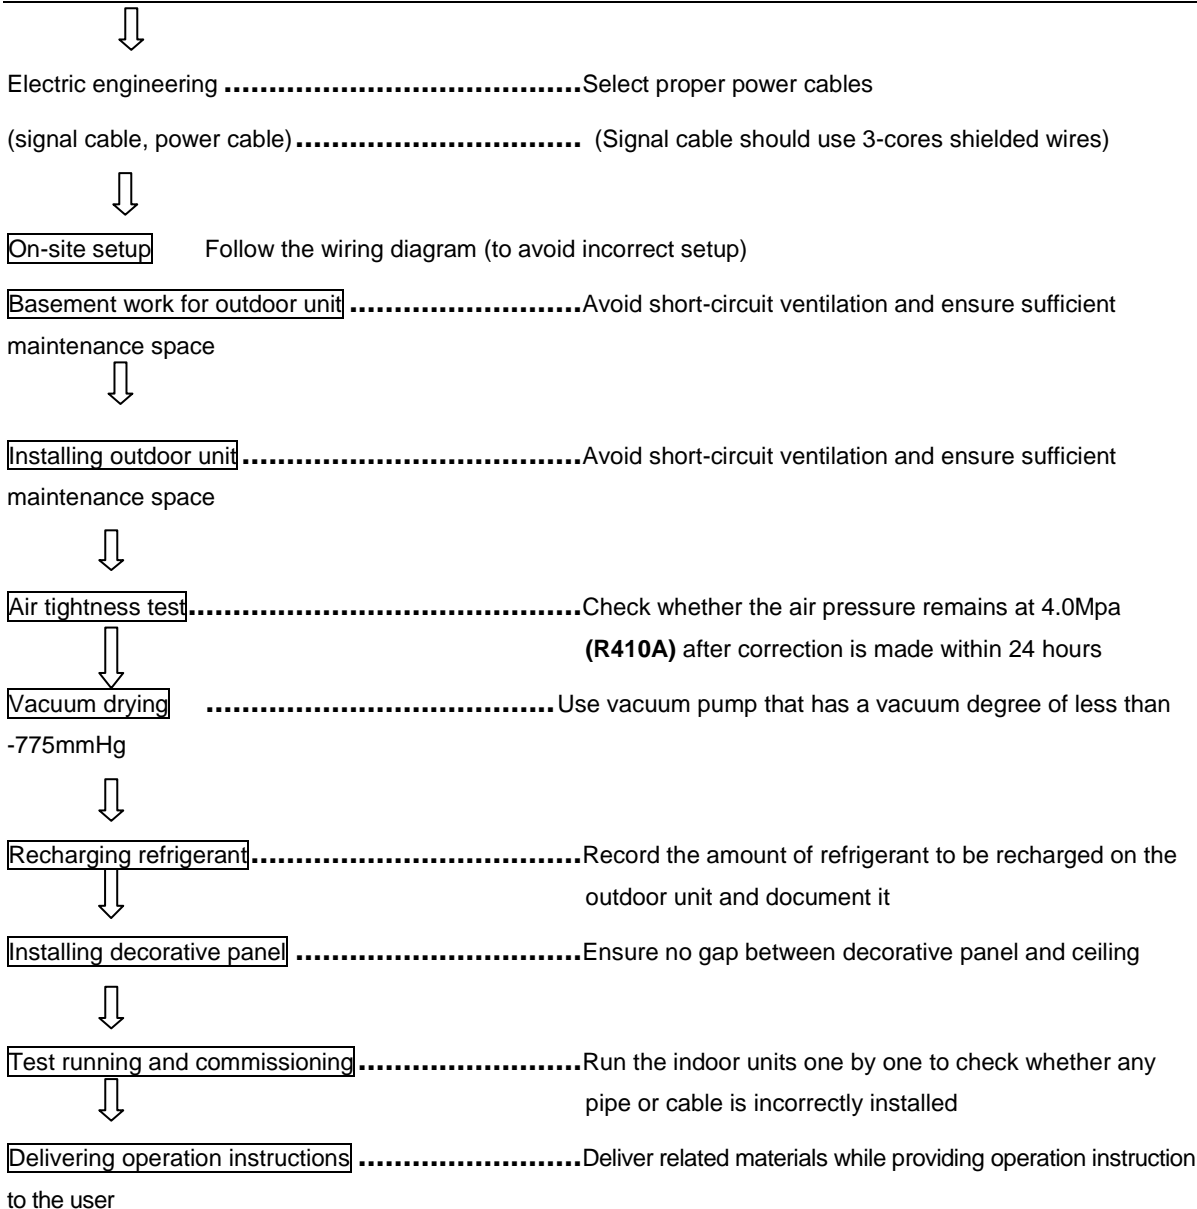 Electric engineering ........................................Select proper power cables
(signal cable, power cable)................................ (Signal cable should use 3-cores shielded wires)
On-site setup Follow the wiring diagram (to avoid incorrect setup)
Basement work for outdoor unit ..........................Avoid short-circuit ventilation and ensure sufficient
maintenance space
Installing outdoor unit......................................Avoid short-circuit ventilation and ensure sufficient
maintenance space
Air tightness test............................................Check whether the air pressure remains at 4.0Mpa
(R410A) after correction is made within 24 hours
Vacuum drying .......................................Use vacuum pump that has a vacuum degree of less than
-775mmHg
Recharging refrigerant.....................................Record the amount of refrigerant to be recharged on the
outdoor unit and document it
Installing decorative panel ................................Ensure no gap between decorative panel and ceiling
Test running and commissioning.........................Run the indoor units one by one to check whether any
pipe or cable is incorrectly installed
Delivering operation instructions .........................Deliver related materials while providing operation instruction
to the user